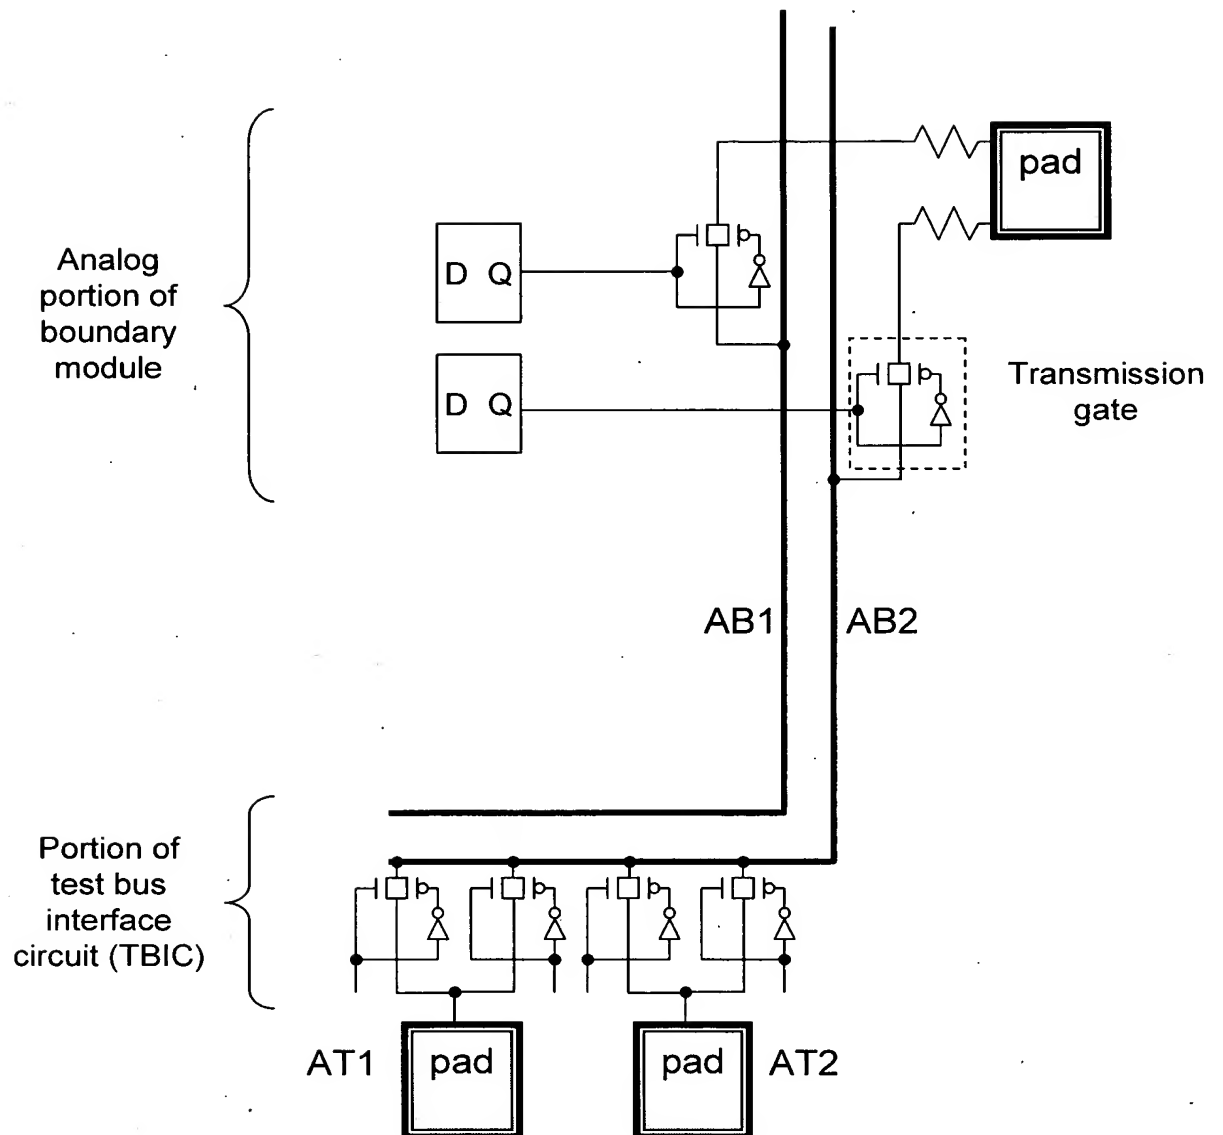 pad
Analog
portion of
boundary
module
D Q
D Q
Transmission
gate
AB1
AB2
Portion of
test bus
interface
circuit (TBIC)
AT1
pad
pad
AT2